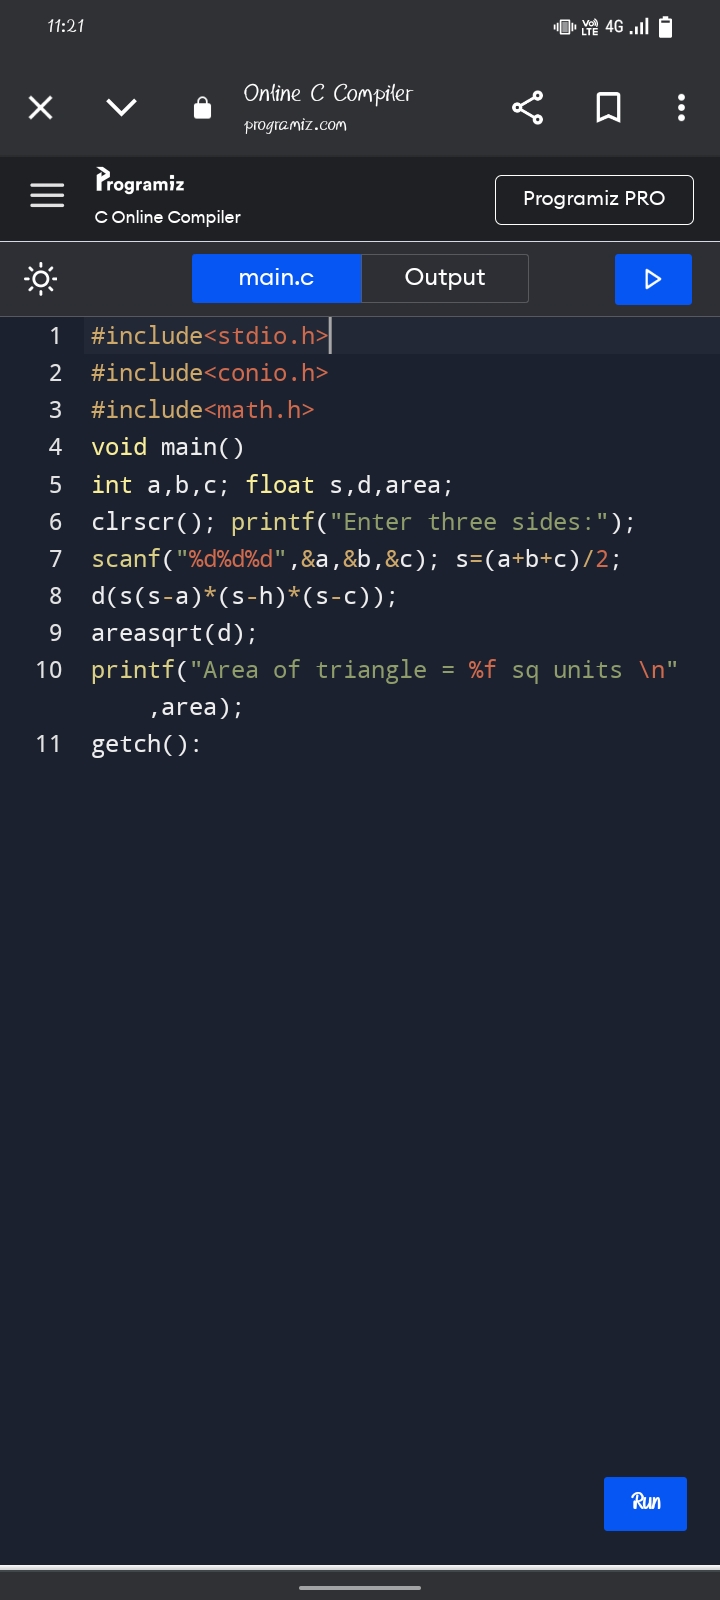 11:21
Vo) LTE 4G
Online C Compiler
programiz.com
Programiz
C Online Compiler
Programiz PRO
main.c
Output
1 #include<stdio.h>
2 #include<conio.h>
3 #include<math.h>
4 void main()
5 int a,b,c; float s,d,area;
6 clrscr(); printf("Enter three sides:");
7 scanf("%d%d%d",&a,&b,&c); s=(a+b+c)/2;
8 d(s(s-a)*(s-h)*(s-c));
9 areasqrt(d);
10 printf("Area of triangle = %f sq units \n"
,area);
11 getch():
Run